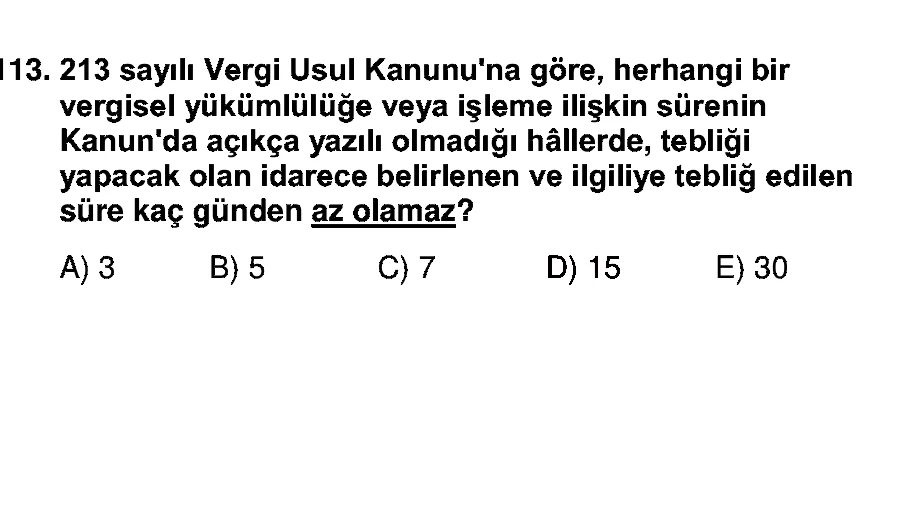 113. 213 sayılı Vergi Usul Kanunu'na göre, herhangi bir
vergisel yükümlülüğe veya işleme ilişkin sürenin
Kanun'da açıkça yazılı olmadığı hâllerde, tebliği
yapacak olan idarece belirlenen ve ilgiliye tebliğ edilen
süre kaç günden az olamaz?
A) 3 B) 5 C) 7 D) 15 E) 30